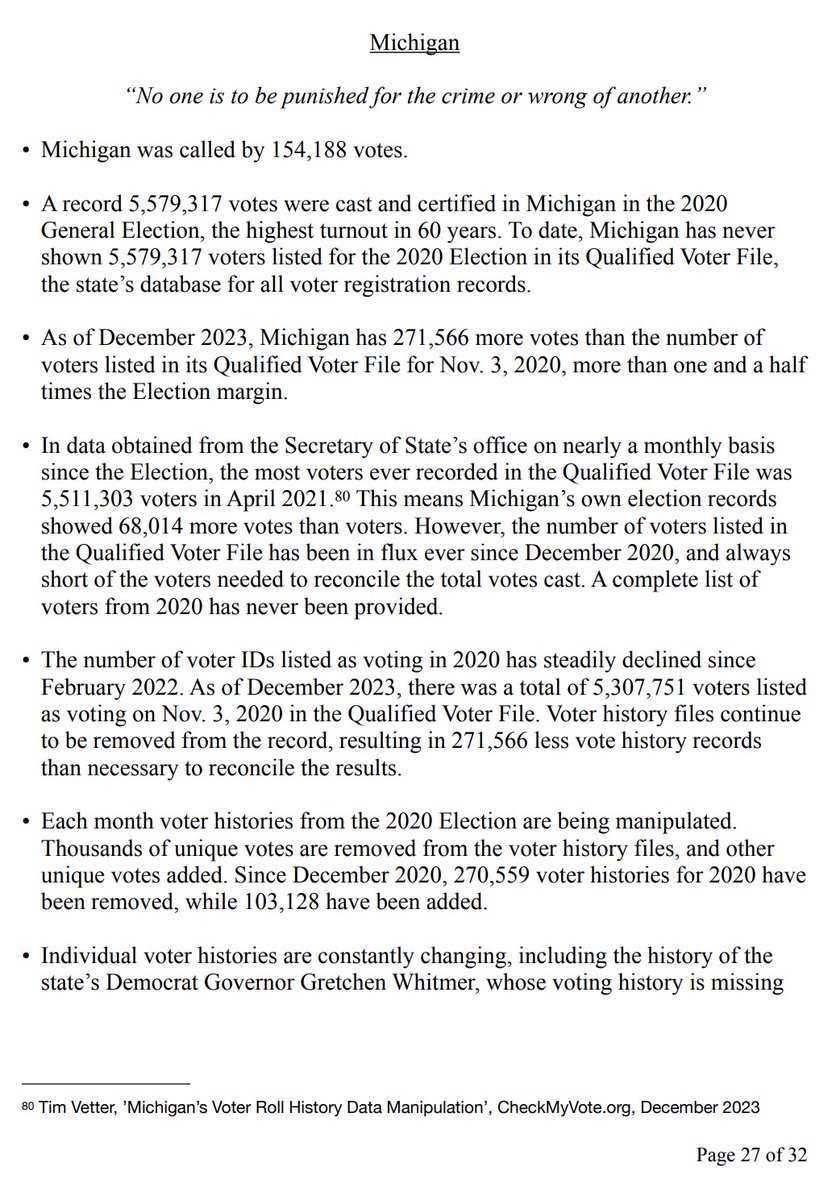 Michigan
“No one is to be punished for the crime or wrong of another.”
• Michigan was called by 154,188 votes.
• A record 5,579,317 votes were cast and certified in Michigan in the 2020
General Election, the highest turnout in 60 years. To date, Michigan has never
shown 5,579,317 voters listed for the 2020 Election in its Qualified Voter File,
the state’s database for all voter registration records.
• As of December 2023, Michigan has 271,566 more votes than the number of
voters listed in its Qualified Voter File for Nov. 3, 2020, more than one and a half
times the Election margin.
• In data obtained from the Secretary of State’s office on nearly a monthly basis
since the Election, the most voters ever recorded in the Qualified Voter File was
5,511,303 voters in April 2021.80 This means Michigan’s own election records
showed 68,014 more votes than voters. However, the number of voters listed in
the Qualified Voter File has been in flux ever since December 2020, and always
short of the voters needed to reconcile the total votes cast. A complete list of
voters from 2020 has never been provided.
• The number of voter IDs listed as voting in 2020 has steadily declined since
February 2022. As of December 2023, there was a total of 5,307,751 voters listed
as voting on Nov. 3, 2020 in the Qualified Voter File. Voter history files continue
to be removed from the record, resulting in 271,566 less vote history records
than necessary to reconcile the results.
• Each month voter histories from the 2020 Election are being manipulated.
Thousands of unique votes are removed from the voter history files, and other
unique votes added. Since December 2020, 270,559 voter histories for 2020 have
been removed, while 103,128 have been added.
• Individual voter histories are constantly changing, including the history of the
state’s Democrat Governor Gretchen Whitmer, whose voting history is missing
80 Tim Vetter, ’Michigan’s Voter Roll History Data Manipulation’, CheckMyVote.org, December 2023
Page 27 of 32